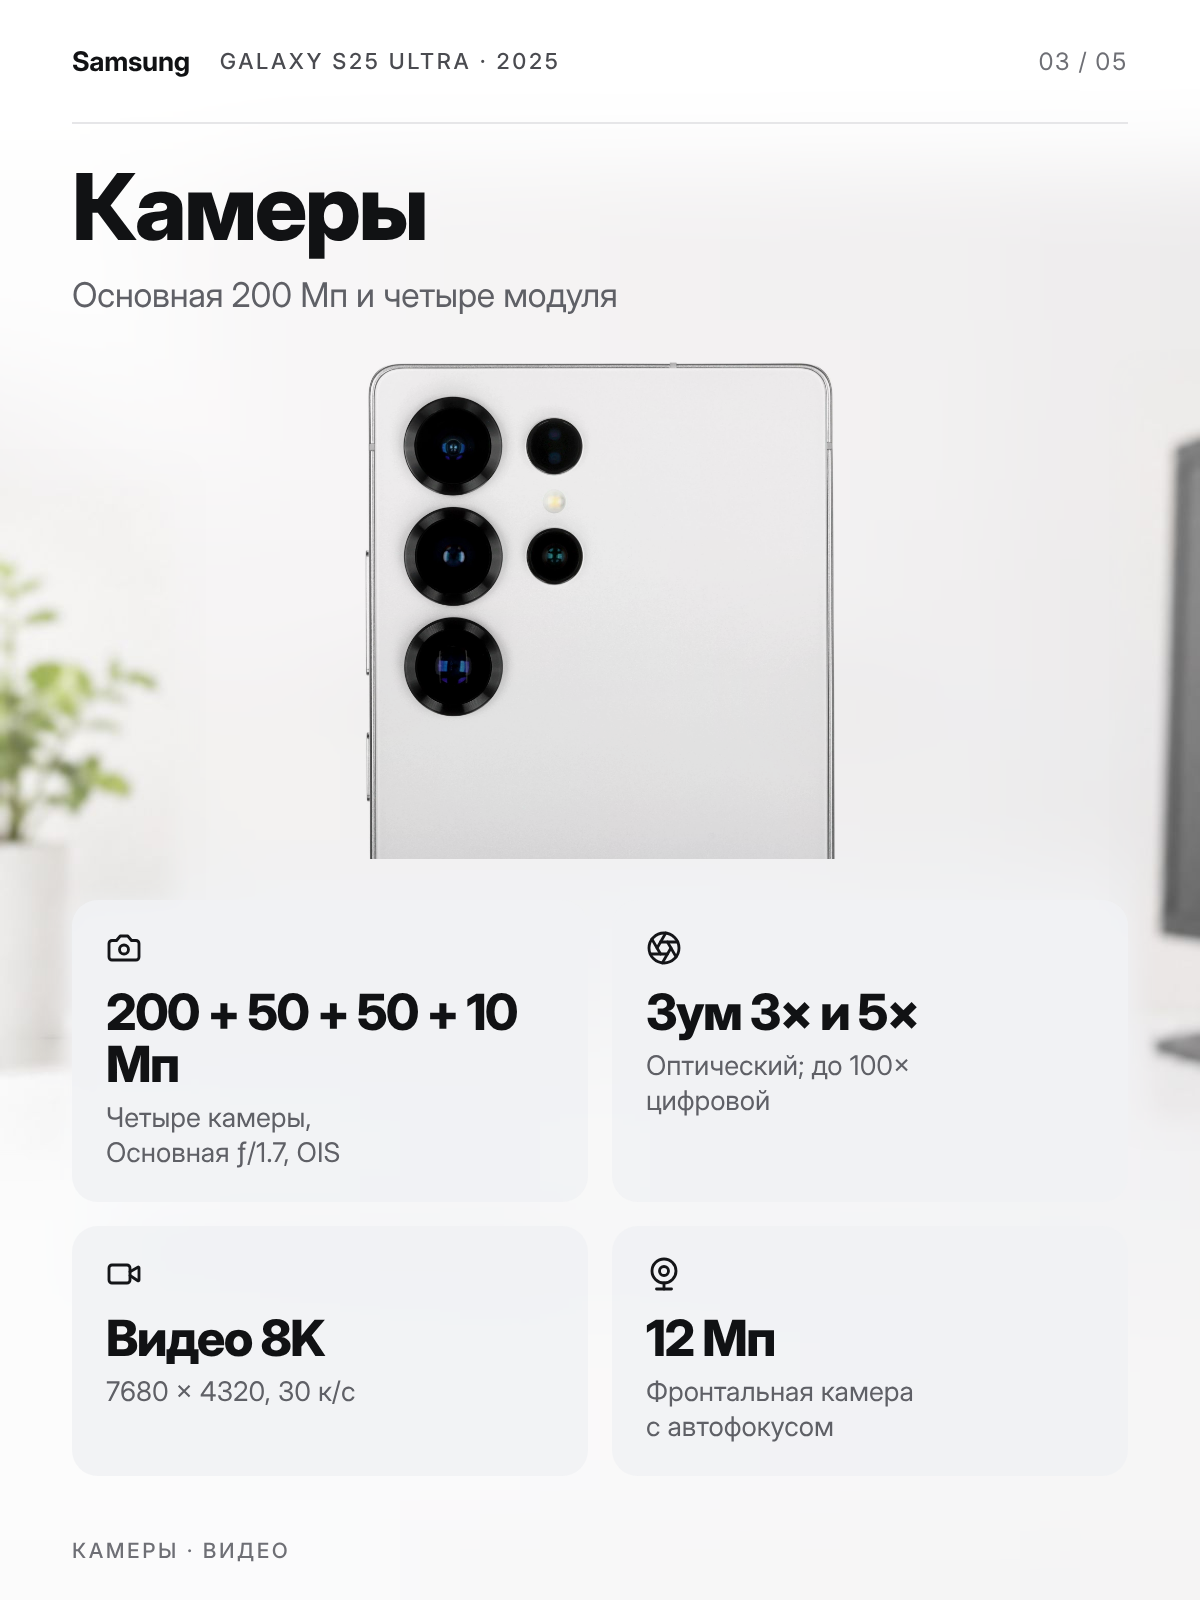 Samsung GALAXY S25 ULTRA · 2025 03 / 05
Камеры
Основная 200 Мп и четыре модуля
200 + 50 + 50 + 10
Мп
Четыре камеры,
Основная ƒ/1.7, OIS
Зум 3× и 5×
Оптический; до 100×
цифровой
Видео 8K
7680 × 4320, 30 к/с
12 Мп
Фронтальная камера
с автофокусом
КАМЕРЫ · ВИДЕО